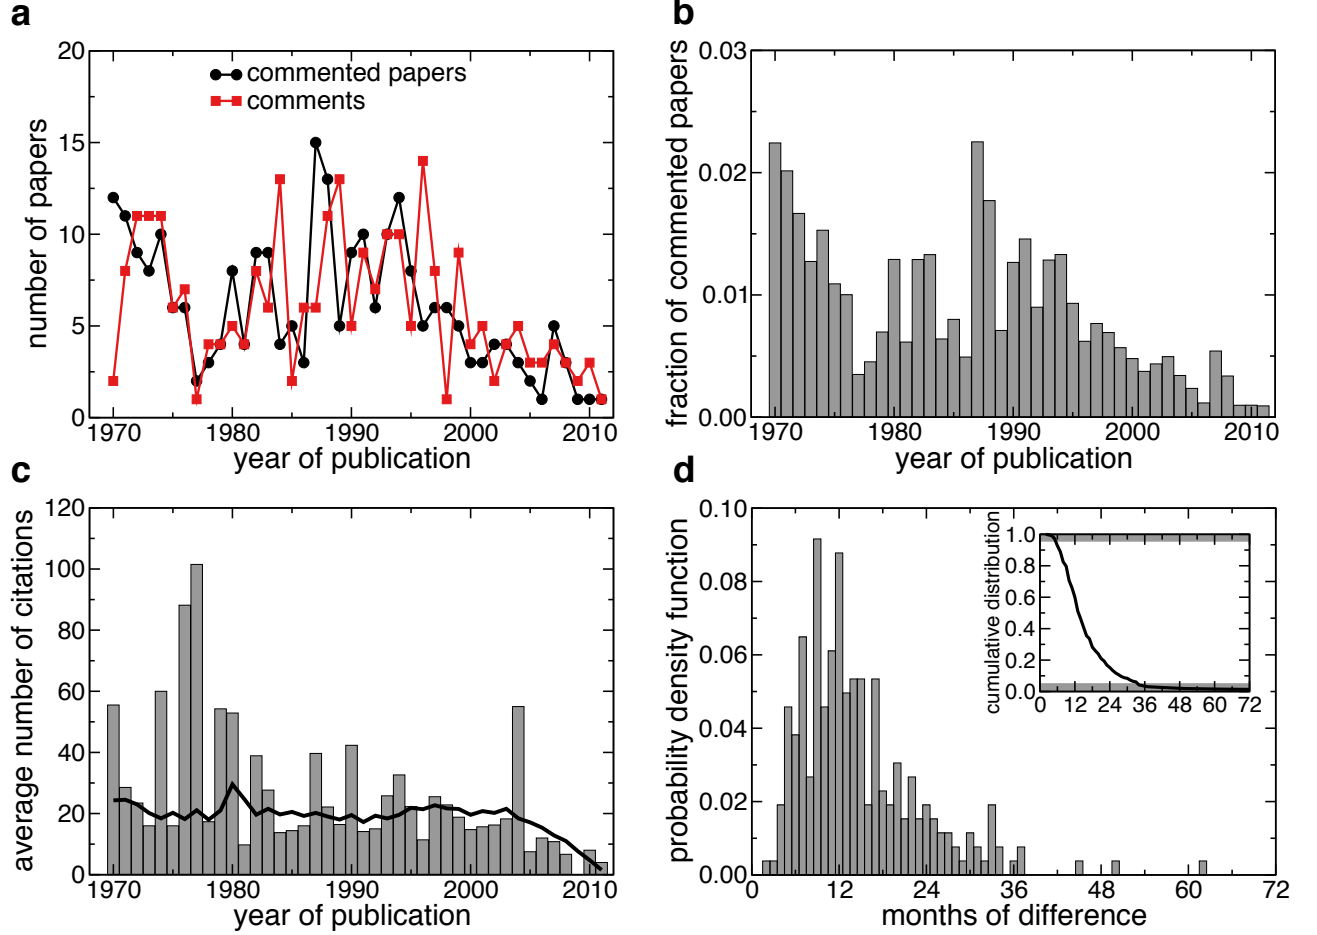 a
20
15
10
5
0
number of papers
commented papers
comments
1970 1980 1990 2000 2010
year of publication
b
0.03
0.02
0.01
0.00
fraction of commented papers
1970 1980 1990 2000 2010
year of publication
c
120
100
80
60
40
20
0
average number of citations
1970 1980 1990 2000 2010
year of publication
d
0.10
0.08
0.06
0.04
0.02
0.00
probability density function
0 12 24 36 48 60 72
months of difference
1.0
0.8
0.6
0.4
0.2
0.0
cumulative distribution
0 12 24 36 48 60 72